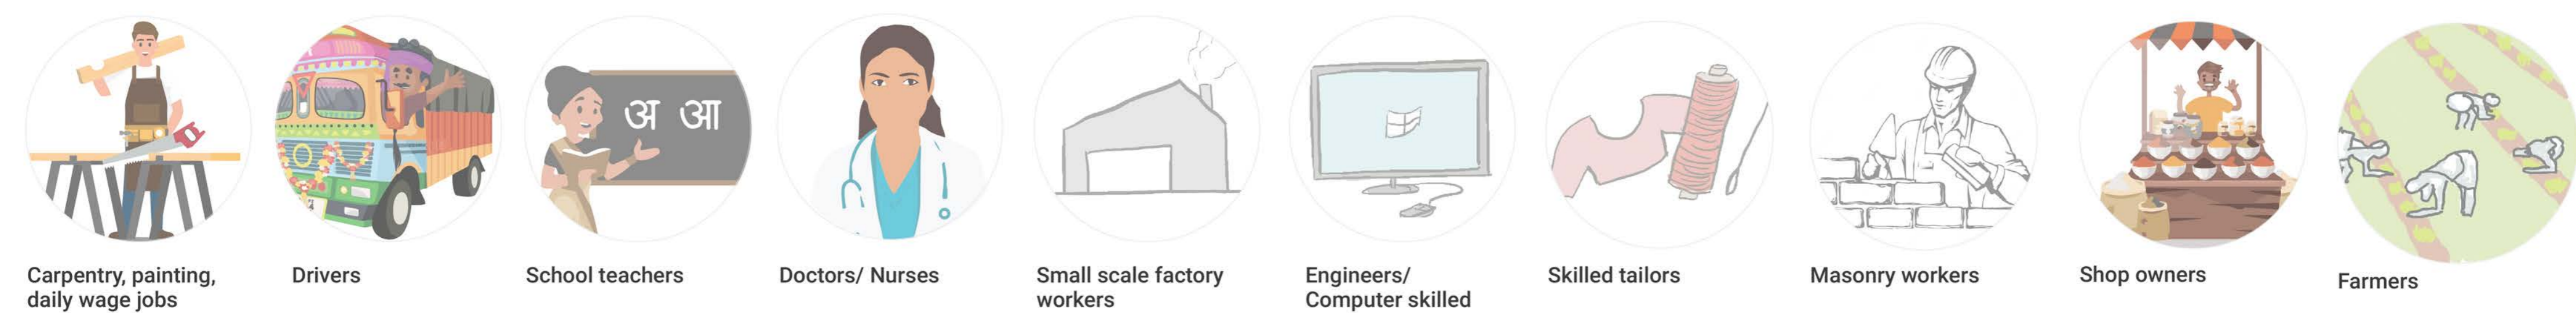 अ आ
Carpentry, painting,
daily wage jobs
Drivers
School teachers
Doctors/ Nurses
Small scale factory
workers
Engineers/
Computer skilled
Skilled tailors
Masonry workers
Shop owners
Farmers